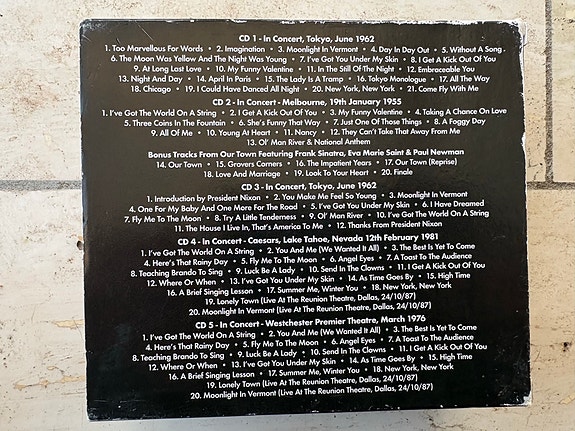 CD 1 - In Concert, Tokyo, June 1962
1. Too Marvellous For Words • 2. Imagination • 3. Moonlight in Vermont • 4. Day In Day Out • 5. Without A Song
6. The Moon Was Yellow And The Night Was Young • 7. I've Got You Under My Skin • 8. I Get A Kick Out Of You
9. At Long Last Love • 10. My Funny Valentine • 11. In The Still Of The Night • 12. Embraceable You
13. Night And Day • 14. April In Paris • 15. The Lady Is A Tramp • 16. Tokyo Monologue • 17. All The Way
18. Chicago • 19. I Could Have Danced All Night • 20. New York, New York • 21. Come Fly With Me
CD 2 - In Concert - Melbourne, 19th January 1955
1. I've Got The World On A String • 2. I Get A Kick Out Of You • 3. My Funny Valentine • 4. Taking A Chance On Love
5. Three Coins In The Fountain • 6. She's Funny That Way • 7. Just One Of Those Things • 8. A Foggy Day
9. All Of Me • 10. Young At Heart • 11. Nancy • 12. They Can't Take That Away From Me
13. Ol' Man River & National Anthem
Bonus Tracks From Our Town Featuring Frank Sinatra, Eva Marie Saint & Paul Newman
14. Our Town • 15. Grovers Corners • 16. The Impatient Years • 17. Our Town (Reprise)
18. Love And Marriage • 19. Look To Your Heart • 20. Finale
CD 3 - In Concert, Tokyo, June 1962
1. Introduction by President Nixon • 2. You Make Me Feel So Young • 3. Moonlight in Vermont
4. One For My Baby And One More For The Road • 5. I've Got You Under My Skin • 6. I Have Dreamed
7. Fly Me To The Moon • 8. Try A Little Tenderness • 9. Ol' Man River • 10. I've Got The World On A String
11. The House I Live In, That's America To Me • 12. Thanks From President Nixon
CD 4 - In Concert - Caesars, Lake Tahoe, Nevada 12th February 1981
1. I've Got The World On A String • 2. You And Me (We Wanted It All) • 3. The Best Is Yet To Come
4. Here's That Rainy Day • 5. Fly Me To The Moon • 6. Angel Eyes • 7. A Toast To The Audience
8. Teaching Brando To Sing • 9. Luck Be A Lady • 10. Send In The Clowns • 11. I Get A Kick Out Of You
12. Where Or When • 13. I've Got You Under My Skin • 14. As Time Goes By • 15. High Time
16. A Brief Singing Lesson • 17. Summer Me, Winter You • 18. New York, New York
19. Lonely Town (Live At The Reunion Theatre, Dallas, 24/10/87)
20. Moonlight in Vermont (Live At The Reunion Theatre, Dallas, 24/10/87)
CD 5 - In Concert - Westchester Premier Theatre, March 1976
1. I've Got The World On A String • 2. You And Me (We Wanted It All) • 3. The Best Is Yet To Come
4. Here's That Rainy Day • 5. Fly Me To The Moon • 6. Angel Eyes • 7. A Toast To The Audience
8. Teaching Brando To Sing • 9. Luck Be A Lady • 10. Send In The Clowns • 11. I Get A Kick Out Of You
12. Where Or When • 13. I've Got You Under My Skin • 14. As Time Goes By • 15. High Time
16. A Brief Singing Lesson • 17. Summer Me, Winter You • 18. New York, New York
19. Lonely Town (Live At The Reunion Theatre, Dallas, 24/10/87)
20. Moonlight in Vermont (Live At The Reunion Theatre, Dallas, 24/10/87)